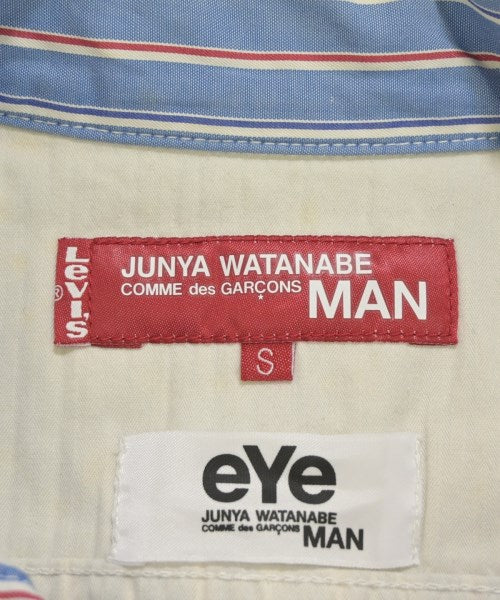 LEVI'S
®
JUNYA WATANABE
COMME des GARÇONS MAN
S
eYe
JUNYA WATANABE
COMME des GARÇONS MAN